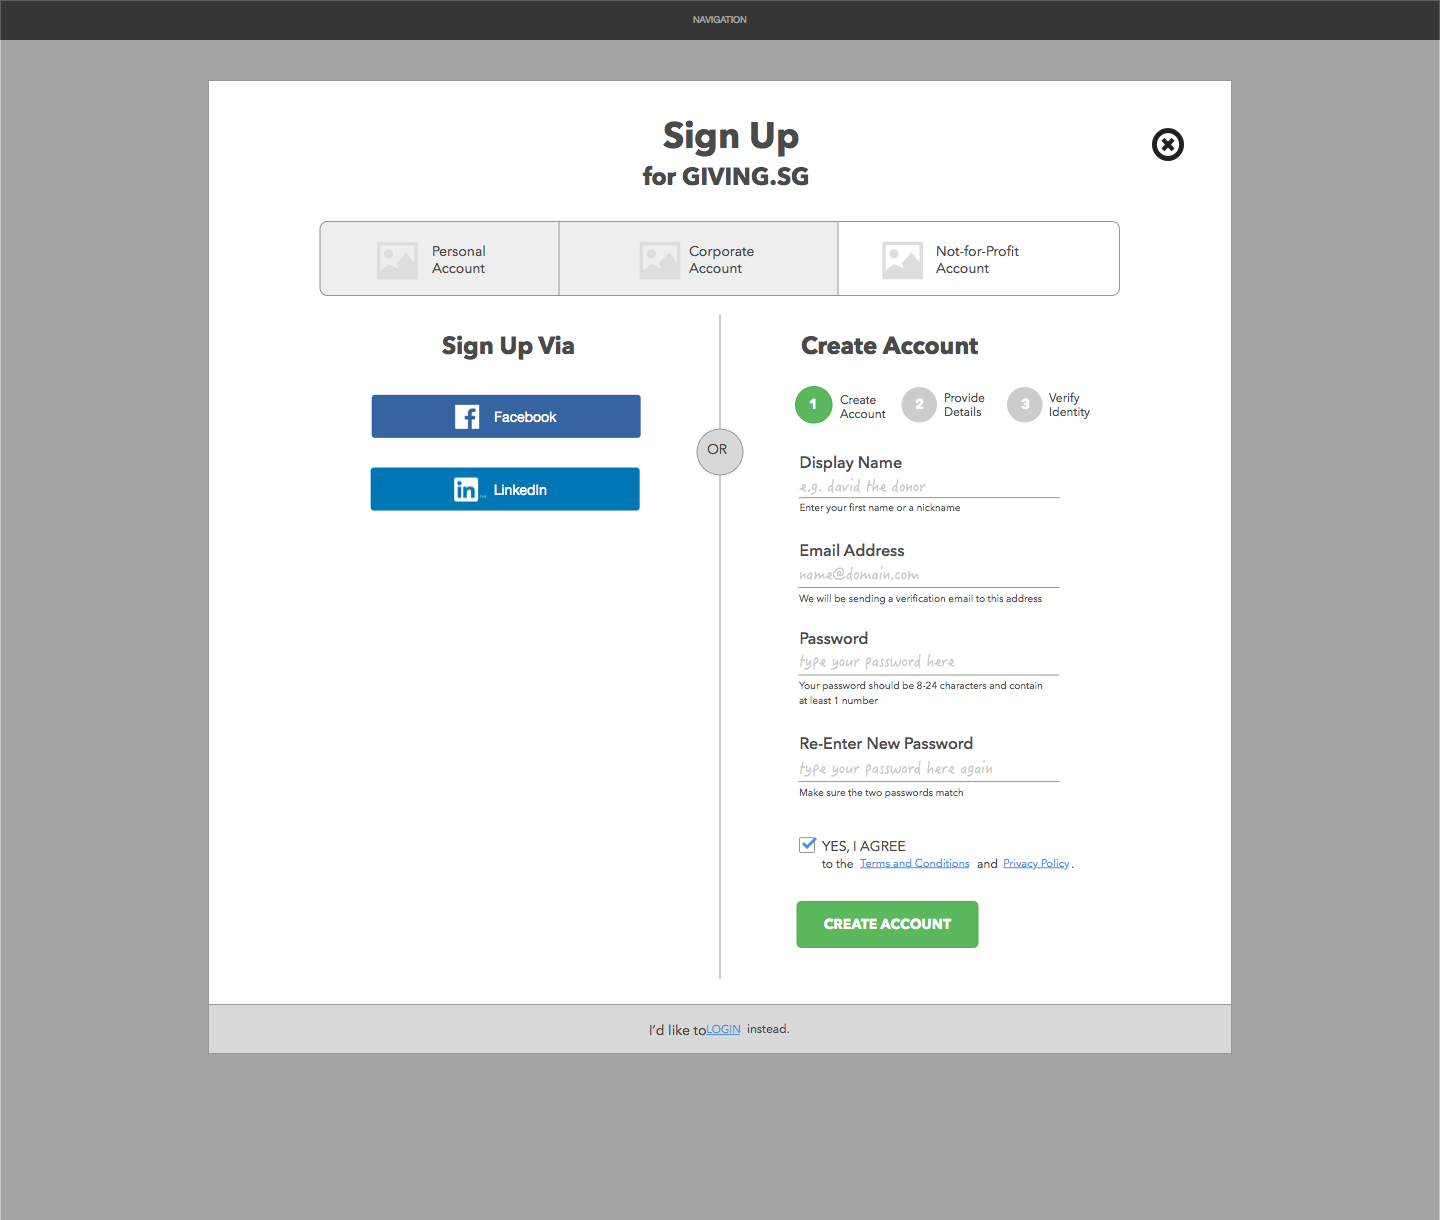 NAVIGATION
Sign Up
for GIVING.SG
Personal
Account
Corporate
Account
Not-for-Profit
Account
Sign Up Via
Facebook
in LinkedIn
OR
Create Account
1 Create
Account
2 Provide
Details
3 Verify
Identity
Display Name
e.g. david the donor
Enter your first name or a nickname
Email Address
name@domain.com
We will be sending a verification email to this address
Password
type your password here
Your password should be 8-24 characters and contain
at least 1 number
Re-Enter New Password
type your password here again
Make sure the two passwords match
YES, I AGREE
to the Terms and Conditions and Privacy Policy.
CREATE ACCOUNT
I’d like to LOGIN instead.